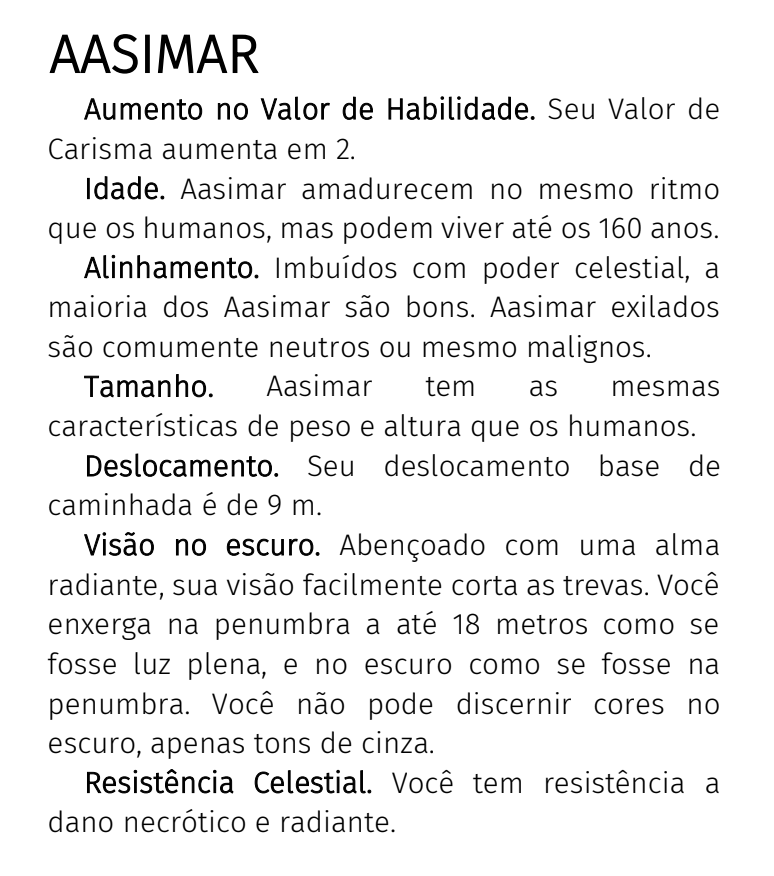 AASIMAR
Aumento no Valor de Habilidade. Seu Valor de
Carisma aumenta em 2.
Idade. Aasimar amadurecem no mesmo ritmo
que os humanos, mas podem viver até os 160 anos.
Alinhamento. Imbuídos com poder celestial, a
maioria dos Aasimar são bons. Aasimar exilados
são comumente neutros ou mesmo malignos.
Tamanho. Aasimar tem as mesmas
características de peso e altura que os humanos.
Deslocamento. Seu deslocamento base de
caminhada é de 9 m.
Visão no escuro. Abençoado com uma alma
radiante, sua visão facilmente corta as trevas. Você
enxerga na penumbra a até 18 metros como se
fosse luz plena, e no escuro como se fosse na
penumbra. Você não pode discernir cores no
escuro, apenas tons de cinza.
Resistência Celestial. Você tem resistência a
dano necrótico e radiante.